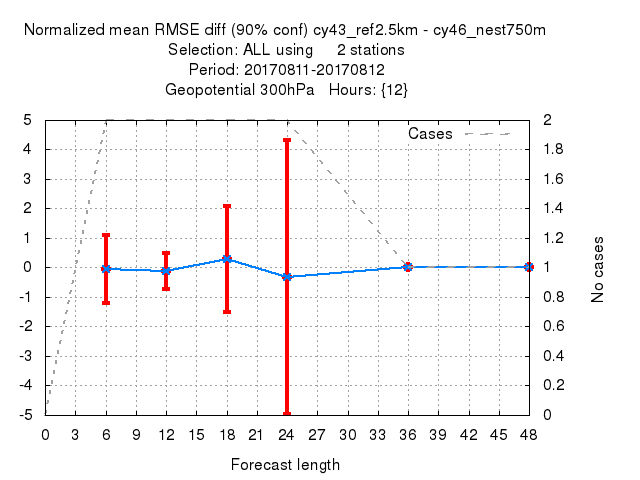 Normalized mean RMSE diff (90% conf) cy43_ref2.5km - cy46_nest750m
Selection: ALL using 2 stations
Period: 20170811-20170812
Geopotential 300hPa Hours: {12}
Cases
5
4
3
2
1
0
-1
-2
-3
-4
-5
2
1.8
1.6
1.4
1.2
1
0.8
0.6
0.4
0.2
0
No cases
0 3 6 9 12 15 18 21 24 27 30 33 36 39 42 45 48
Forecast length